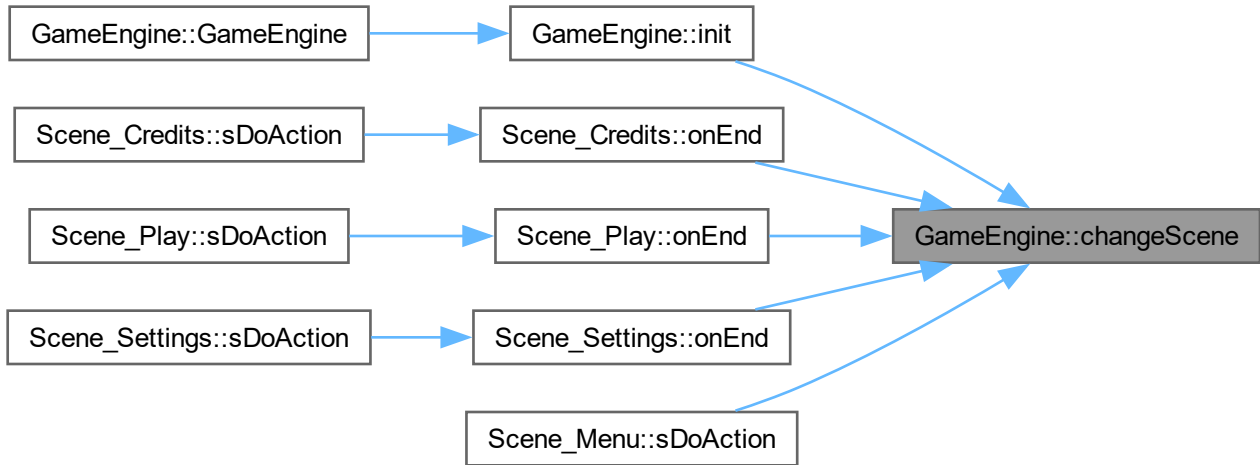 GameEngine::GameEngine
GameEngine::init
Scene_Credits::sDoAction
Scene_Credits::onEnd
Scene_Play::sDoAction
Scene_Play::onEnd
GameEngine::changeScene
Scene_Settings::sDoAction
Scene_Settings::onEnd
Scene_Menu::sDoAction